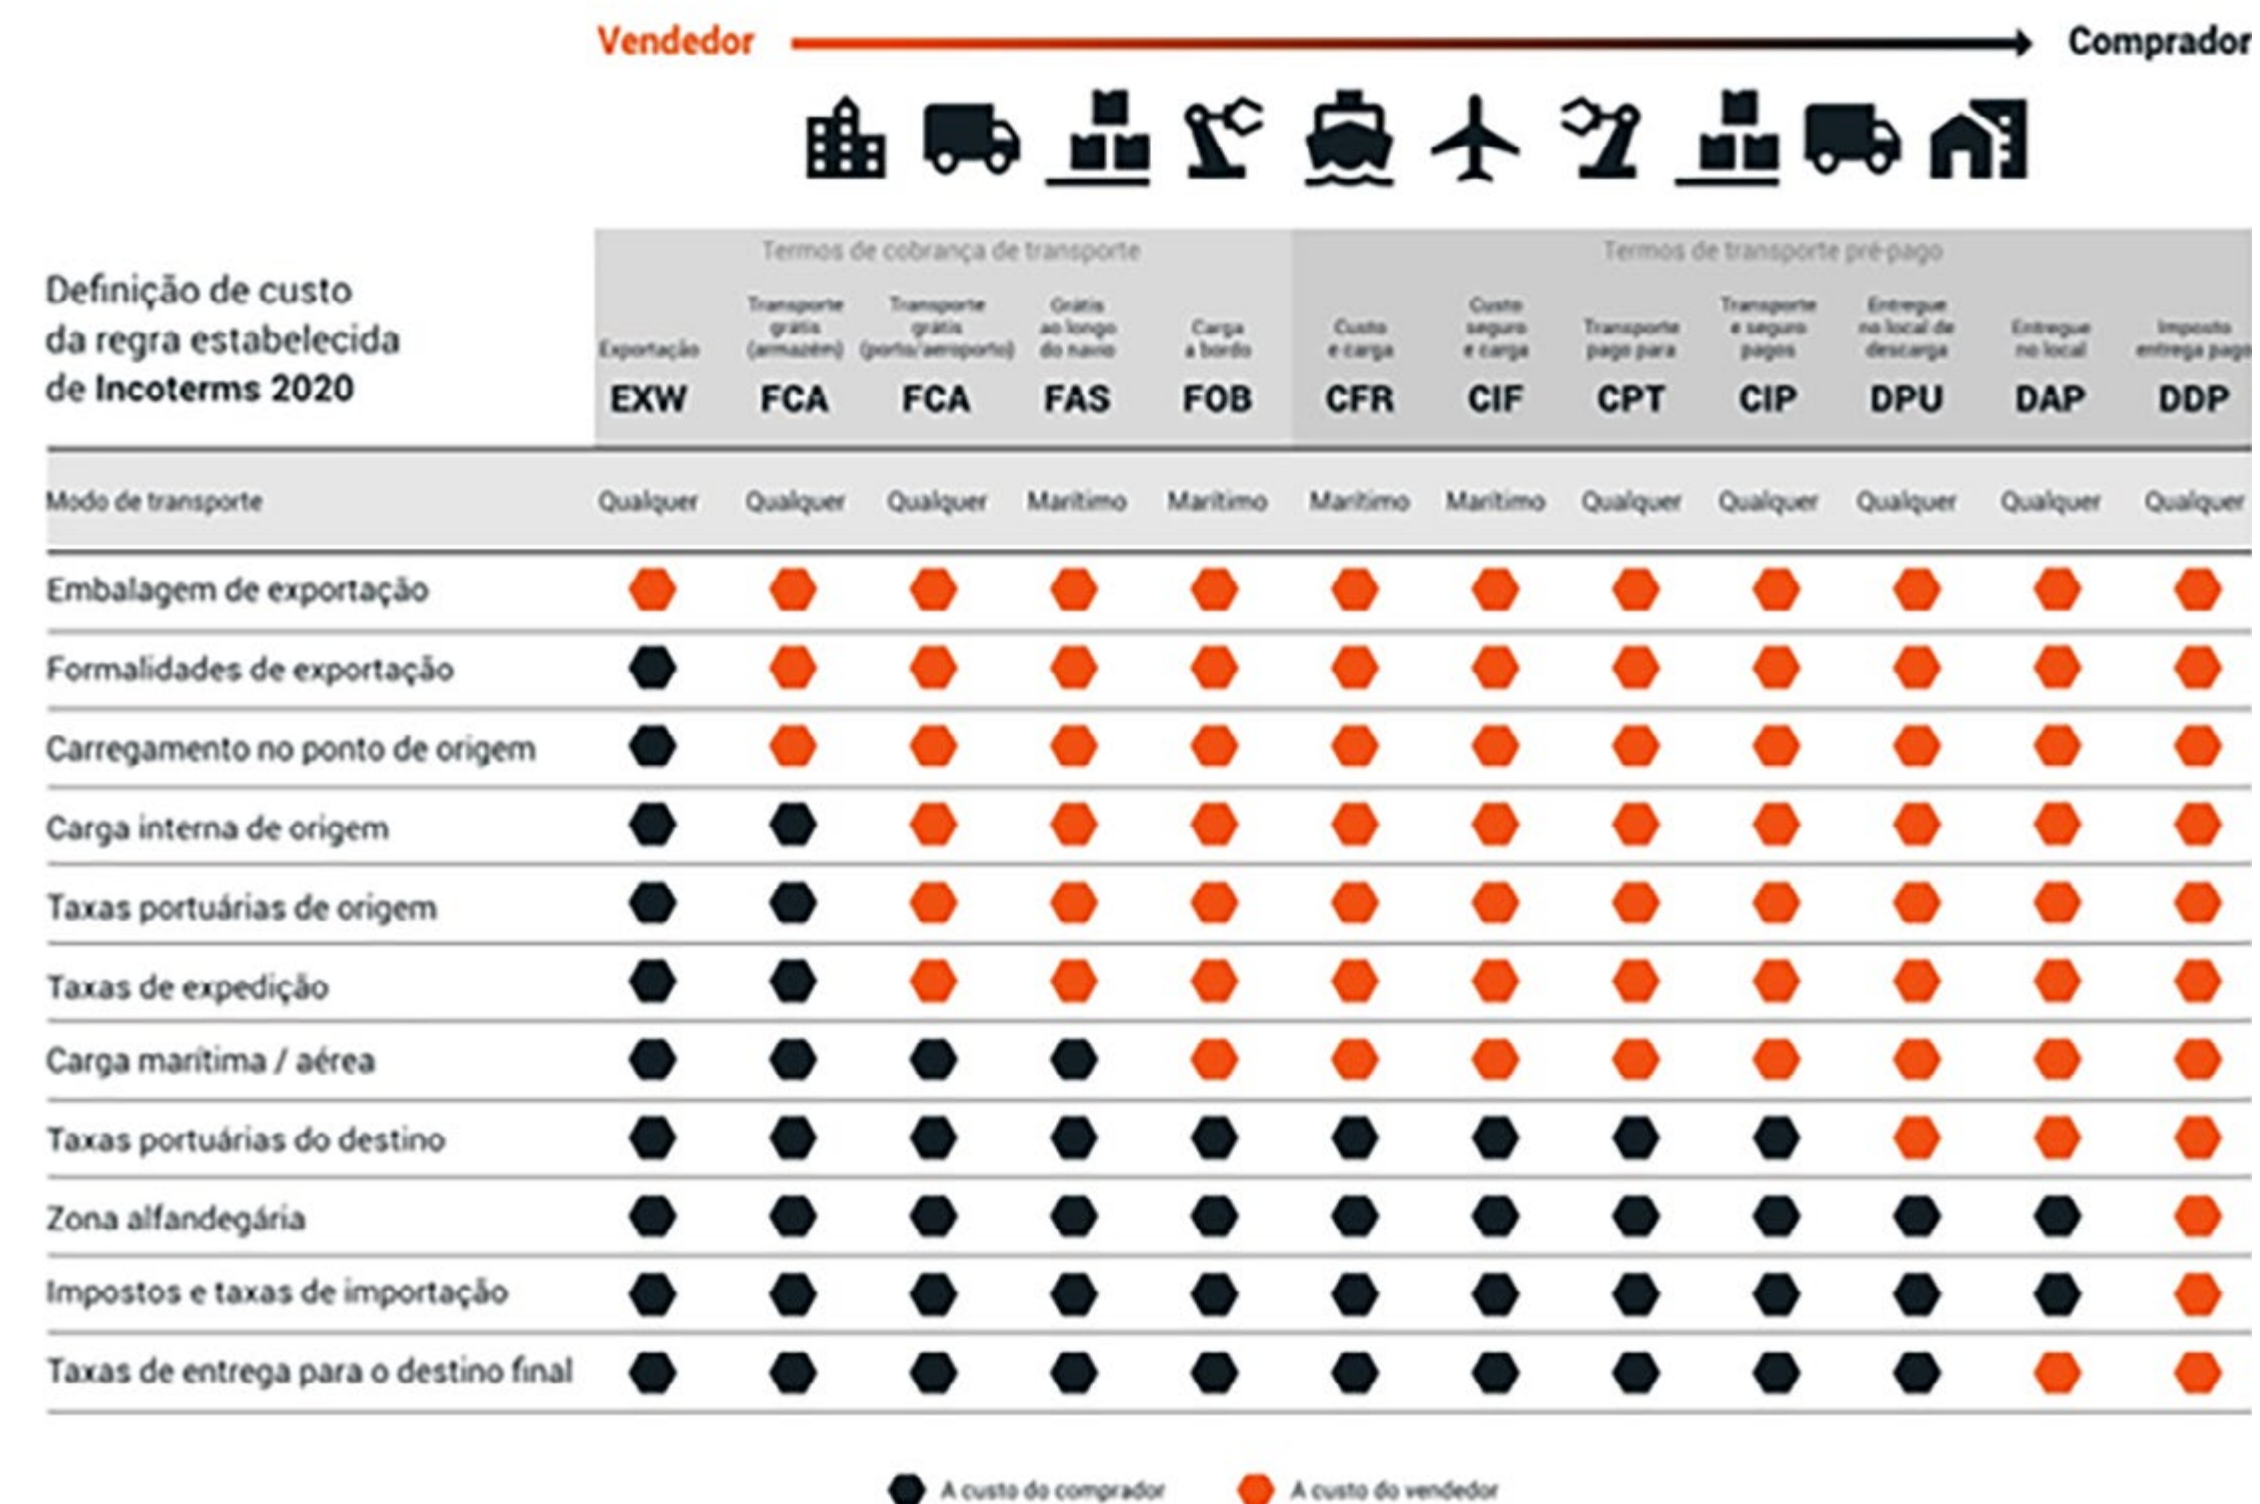 Vendedor
Comprador
Definição de custo
da regra estabelecida
de Incoterms 2020
Termos de cobrança de transporte
Termos de transporte pré-pago
Exportação
EXW
Transporte
grátis
(armazém)
FCA
Transporte
grátis
(porto/aeroporto)
FCA
Grátis
ao longo
do navio
FAS
Carga
a bordo
FOB
Custo
e carga
CFR
Custo
seguro
e carga
CIF
Transporte
pago para
CPT
Transporte
e seguro
pagos
CIP
Entregue
no local de
descarga
DPU
Entregue
no local
DAP
Imposto
entrega pago
DDP
Modo de transporte Qualquer Qualquer Qualquer Marítimo Marítimo Marítimo Marítimo Qualquer Qualquer Qualquer Qualquer Qualquer
Embalagem de exportação
Formalidades de exportação
Carregamento no ponto de origem
Carga interna de origem
Taxas portuárias de origem
Taxas de expedição
Carga marítima / aérea
Taxas portuárias do destino
Zona alfandegária
Impostos e taxas de importação
Taxas de entrega para o destino final
A custo do comprador
A custo do vendedor